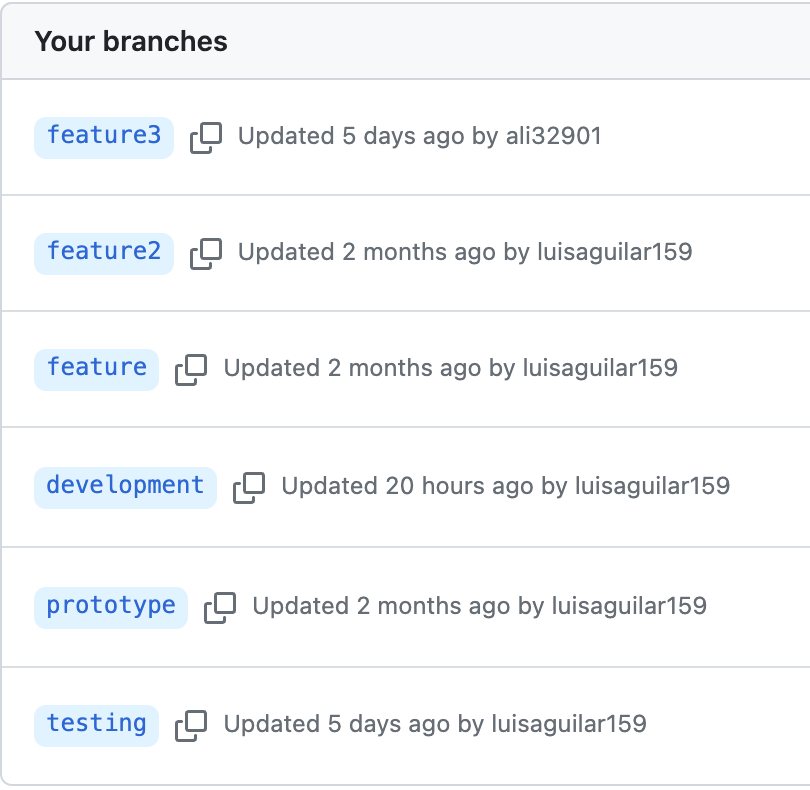 Your branches
feature3 Updated 5 days ago by ali32901
feature2 Updated 2 months ago by luisaguilar159
feature Updated 2 months ago by luisaguilar159
development Updated 20 hours ago by luisaguilar159
prototype Updated 2 months ago by luisaguilar159
testing Updated 5 days ago by luisaguilar159